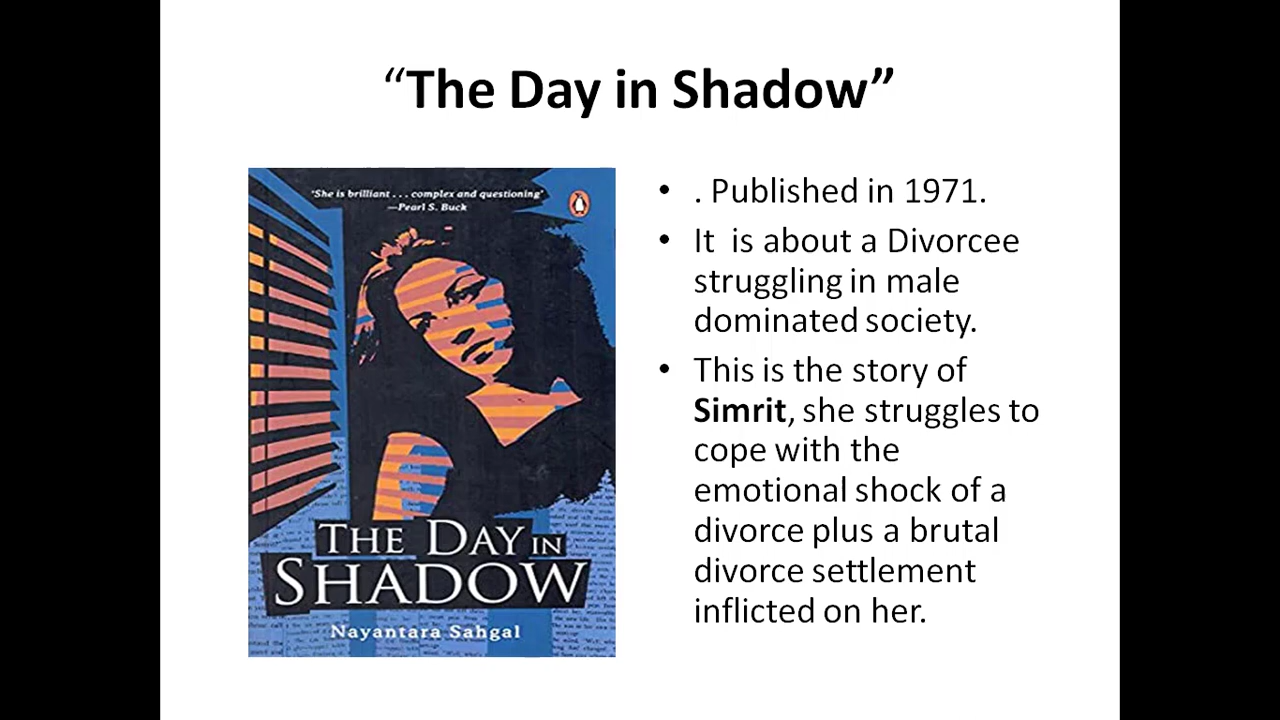 “The Day in Shadow”
'She is brilliant . . . complex and questioning'
—Pearl S. Buck
THE DAY IN
SHADOW
Nayantara Sahgal
• . Published in 1971.
• It  is about a Divorcee
struggling in male
dominated society.
• This is the story of
Simrit, she struggles to
cope with the
emotional shock of a
divorce plus a brutal
divorce settlement
inflicted on her.